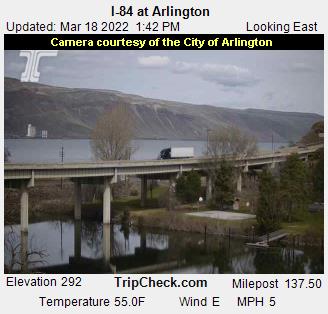 I-84 at Arlington
Updated: Mar 18 2022 1:42 PM Looking East
Camera courtesy of the City of Arlington
Elevation 292 TripCheck.com Milepost 137.50
Temperature 55.0F Wind E MPH 5